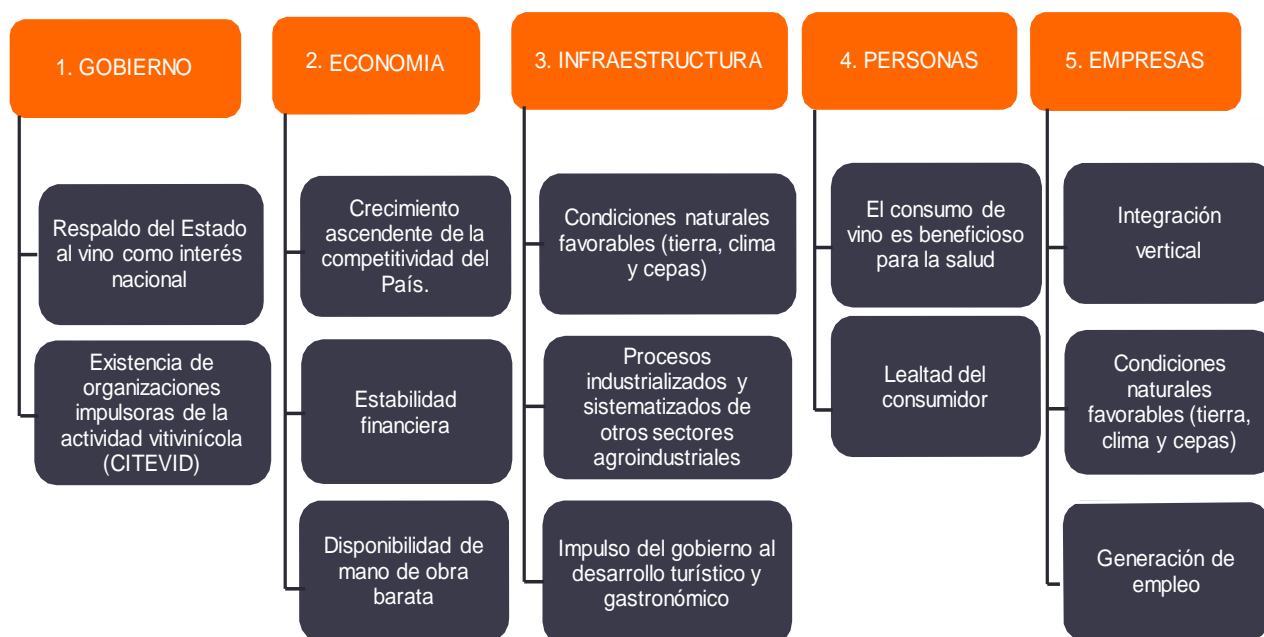 1. GOBIERNO
Respaldo del Estado
al vino como interés
nacional
Existencia de
organizaciones
impulsoras de la
actividad vitivinícola
(CITEVID)
2. ECONOMIA
Crecimiento
ascendente de la
competitividad del
País.
Estabilidad
financiera
Disponibilidad de
mano de obra
barata
3. INFRAESTRUCTURA
Condiciones naturales
favorables (tierra, clima
y cepas)
Procesos
industrializados y
sistematizados de
otros sectores
agroindustriales
Impulso del gobierno al
desarrollo turístico y
gastronómico
4. PERSONAS
El consumo de
vino es beneficioso
para la salud
Lealtad del
consumidor
5. EMPRESAS
Integración
vertical
Condiciones
naturales
favorables (tierra,
clima y cepas)
Generación de
empleo